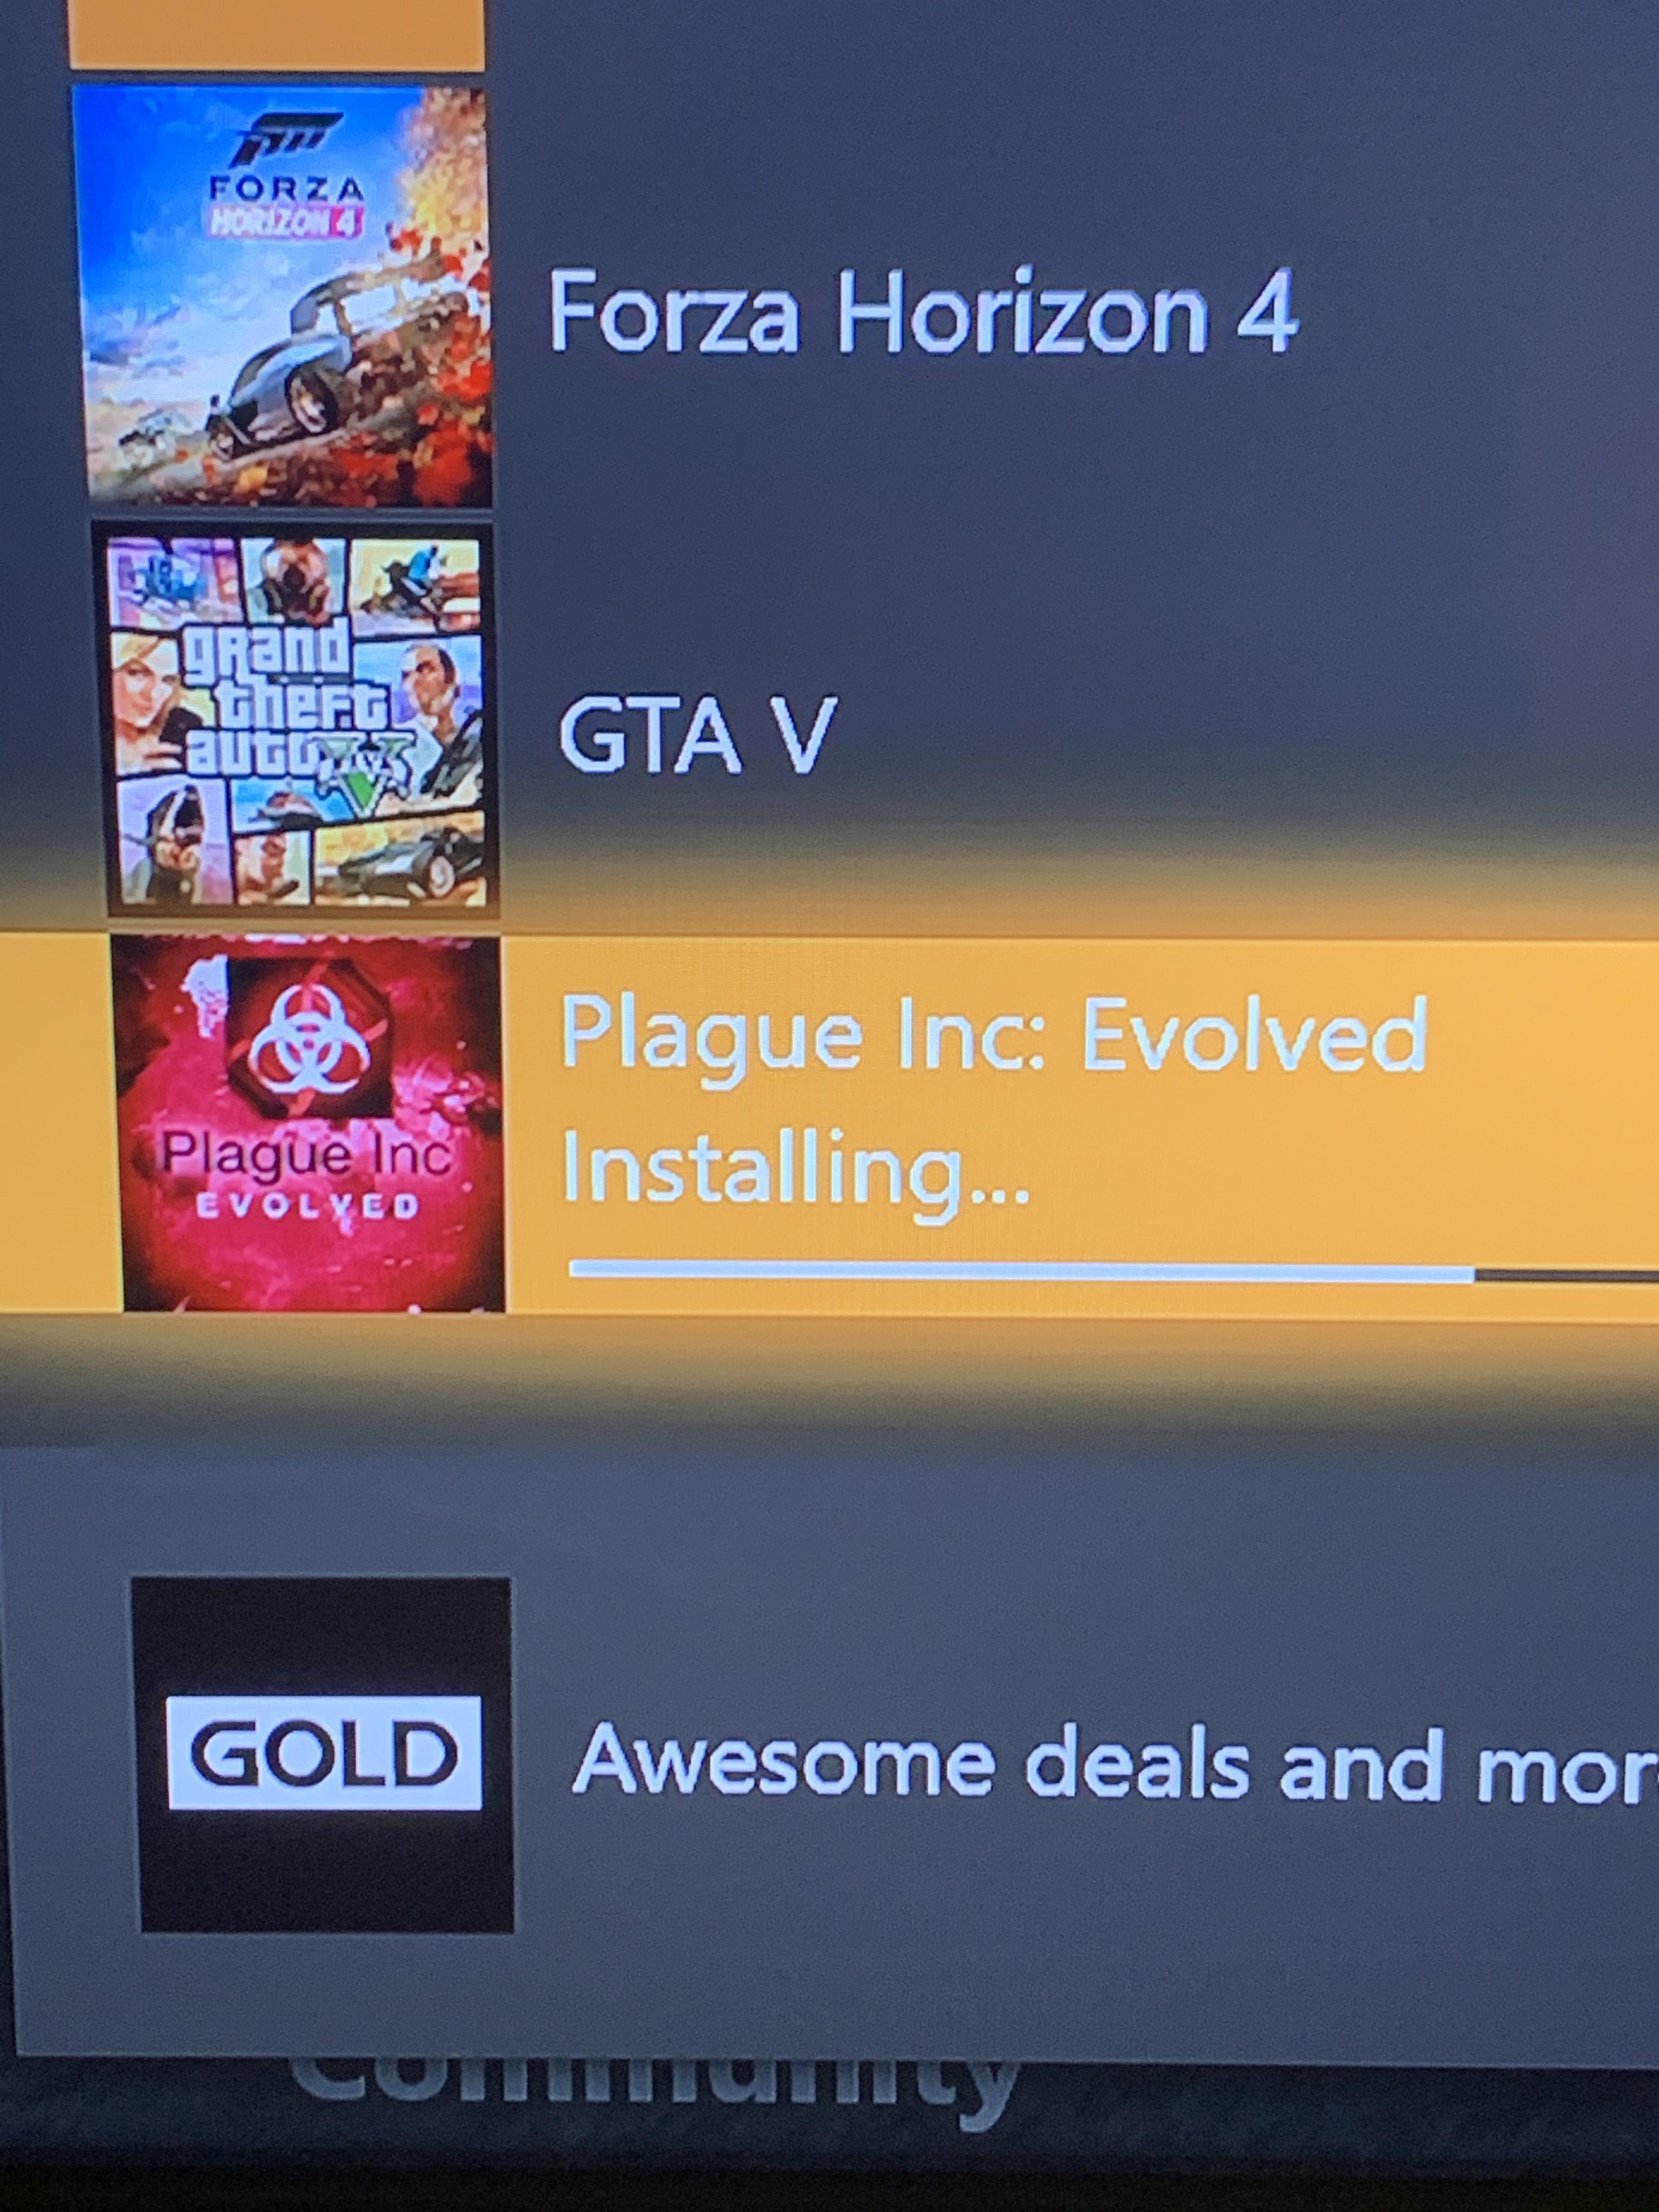 FORZA
HORIZON 4
Forza Horizon 4
grand
theft
auto V
GTA V
Plague Inc: Evolved
Installing...
Plague Inc
EVOLVED
GOLD
Awesome deals and mor
Community